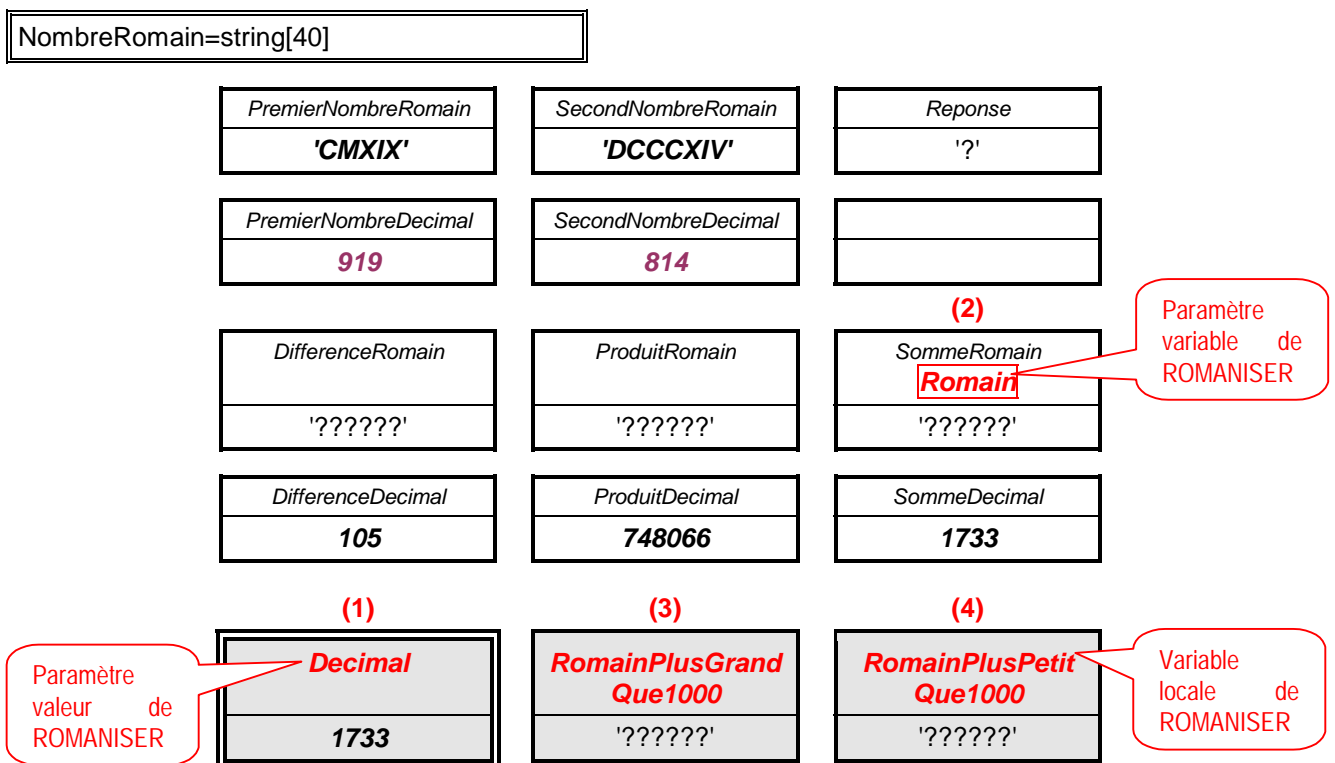 NombreRomain=string[40]
PremierNombreRomain SecondNombreRomain Reponse
'CMXIX' 'DCCCXIV' '?'
PremierNombreDecimal SecondNombreDecimal
919 814
(2)
Paramètre
variable de
ROMANISER
DifferenceRomain ProduitRomain SommeRomain
Romain
'??????' '??????' '??????'
DifferenceDecimal ProduitDecimal SommeDecimal
105 748066 1733
(1) (3) (4)
Paramètre
valeur de
ROMANISER
Decimal
1733
RomainPlusGrand
Que1000
'??????'
RomainPlusPetit
Que1000
'??????'
Variable
locale de
ROMANISER